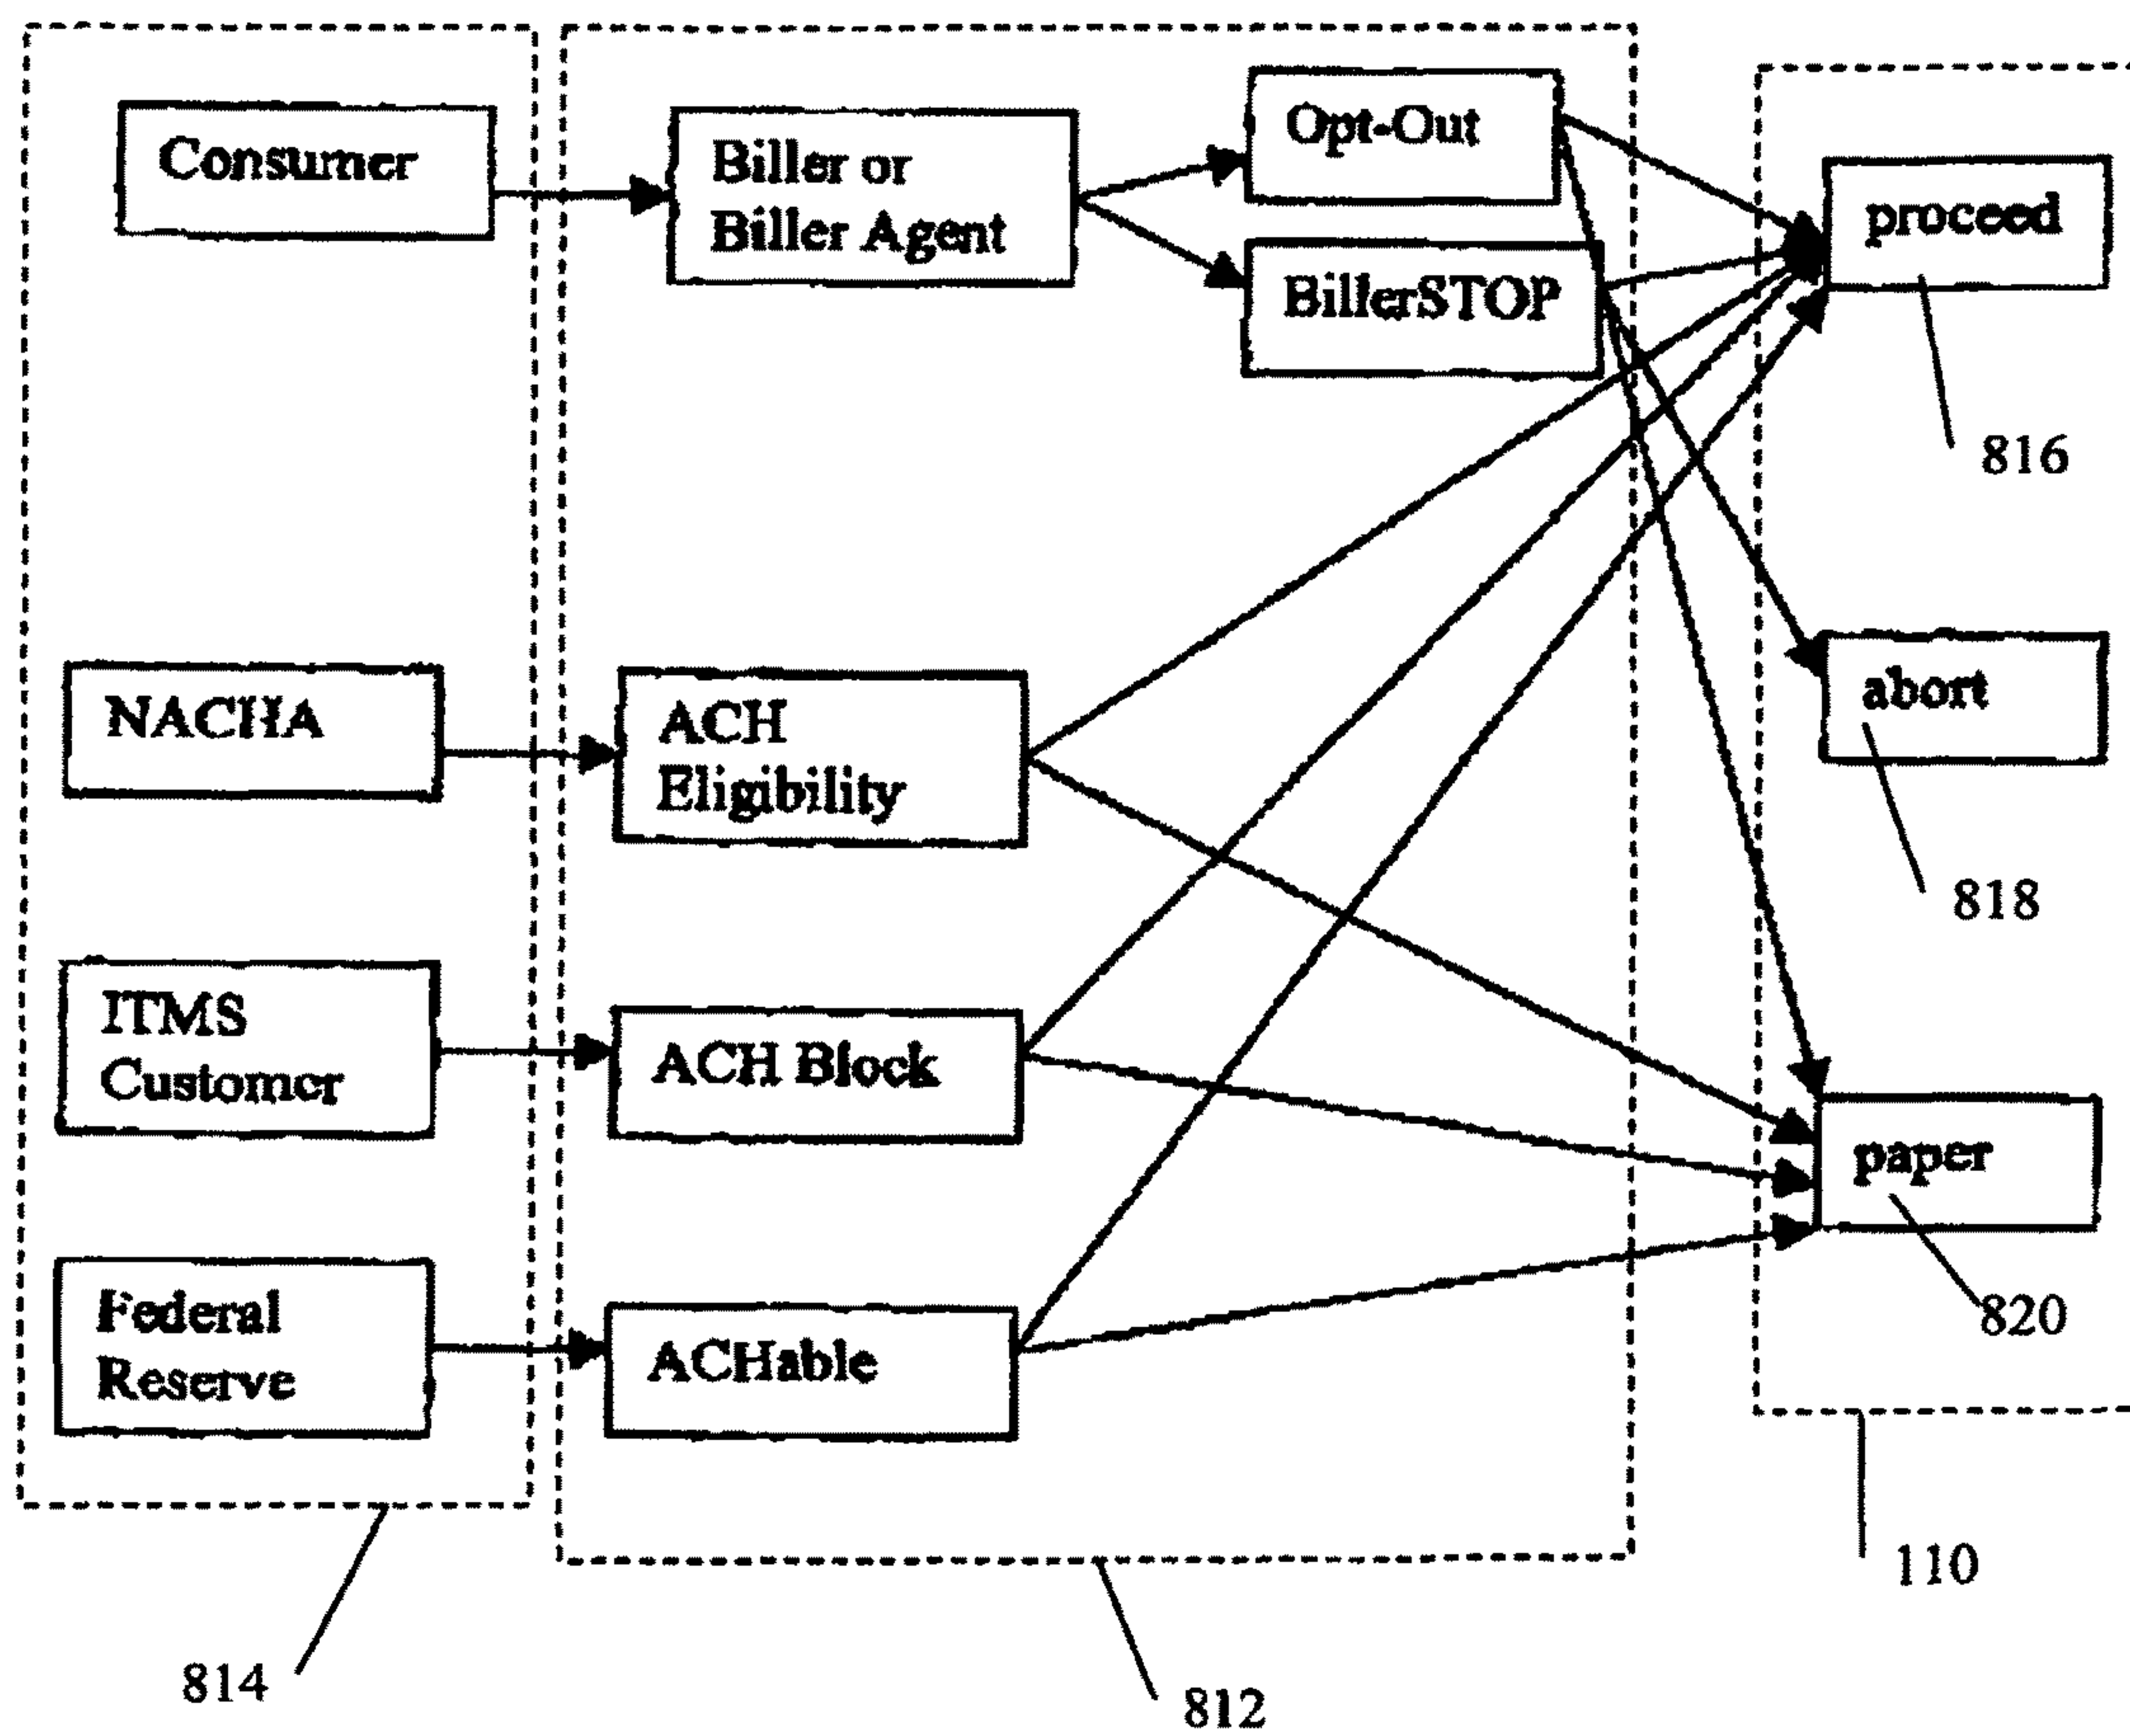 Consumer
Biller or
Biller Agent
Opt-Out
BillerSTOP
proceed
816
NACHA
ACH
Eligibility
abort
818
ITMS
Customer
ACH Block
paper
820
Federal
Reserve
ACHable
110
814
812